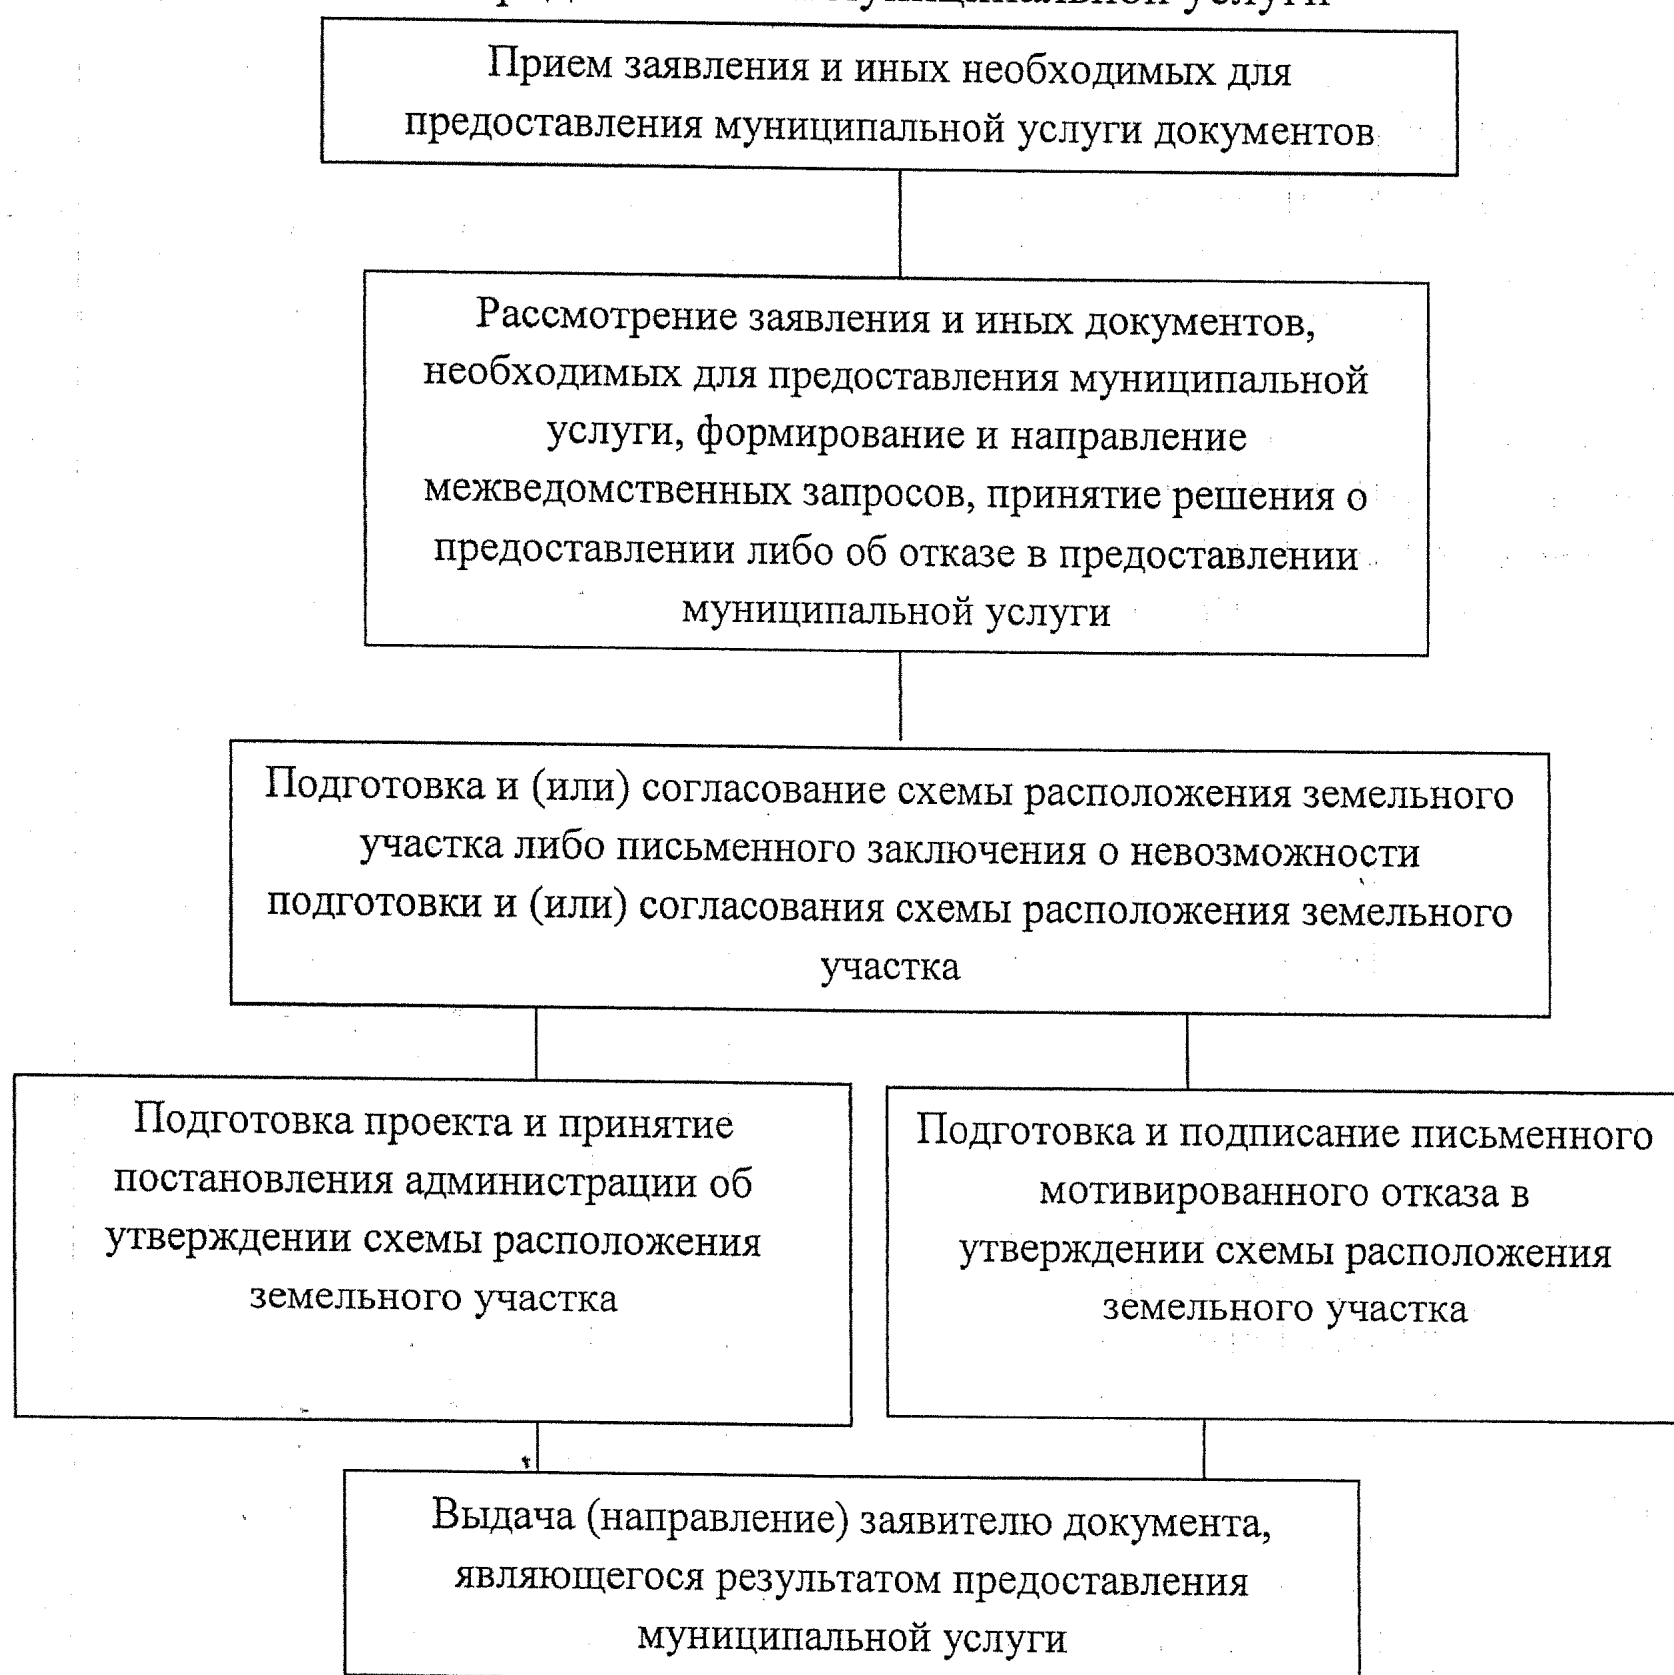 муниципальной услуги
Прием заявления и иных необходимых для
предоставления муниципальной услуги документов
Рассмотрение заявления и иных документов,
необходимых для предоставления муниципальной
услуги, формирование и направление
межведомственных запросов, принятие решения о
предоставлении либо об отказе в предоставлении
муниципальной услуги
Подготовка и (или) согласование схемы расположения земельного
участка либо письменного заключения о невозможности
подготовки и (или) согласования схемы расположения земельного
участка
Подготовка проекта и принятие
постановления администрации об
утверждении схемы расположения
земельного участка
Подготовка и подписание письменного
мотивированного отказа в
утверждении схемы расположения
земельного участка
Выдача (направление) заявителю документа,
являющегося результатом предоставления
муниципальной услуги